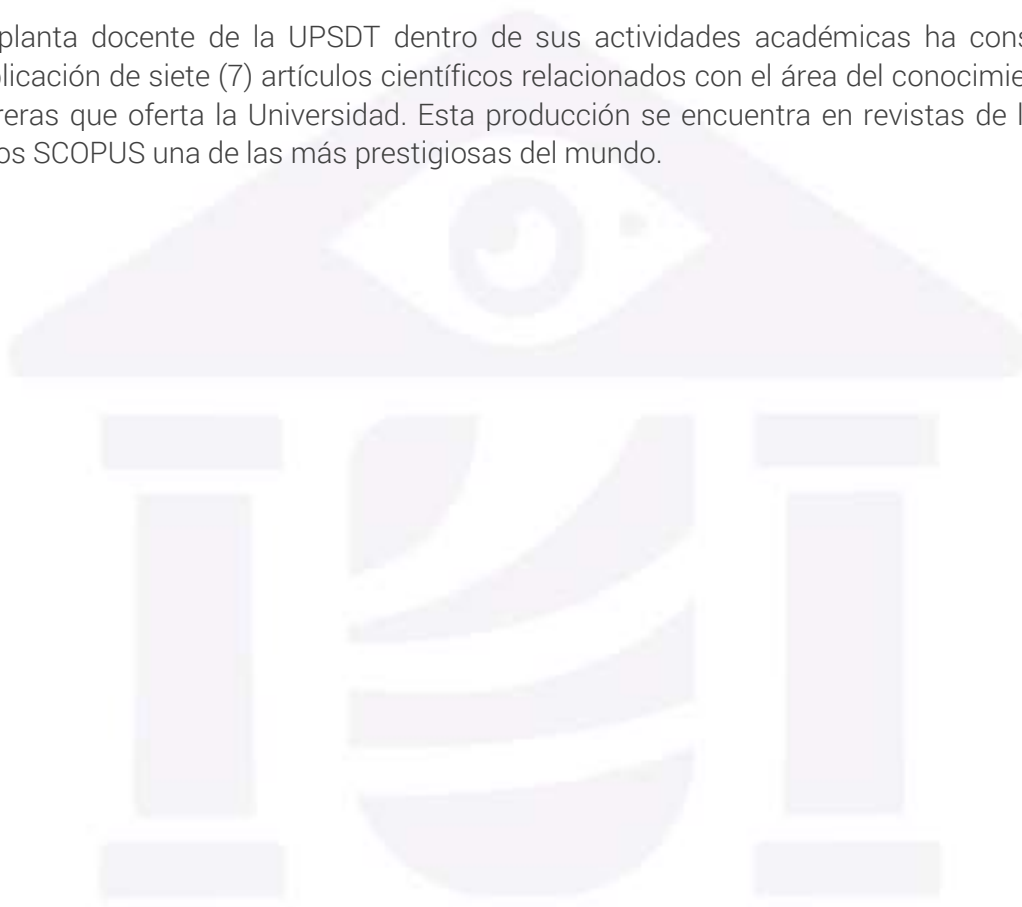 planta docente de la UPSDT dentro de sus actividades académicas ha cons
licación de siete (7) artículos científicos relacionados con el área del conocimie
reras que oferta la Universidad. Esta producción se encuentra en revistas de l
os SCOPUS una de las más prestigiosas del mundo.